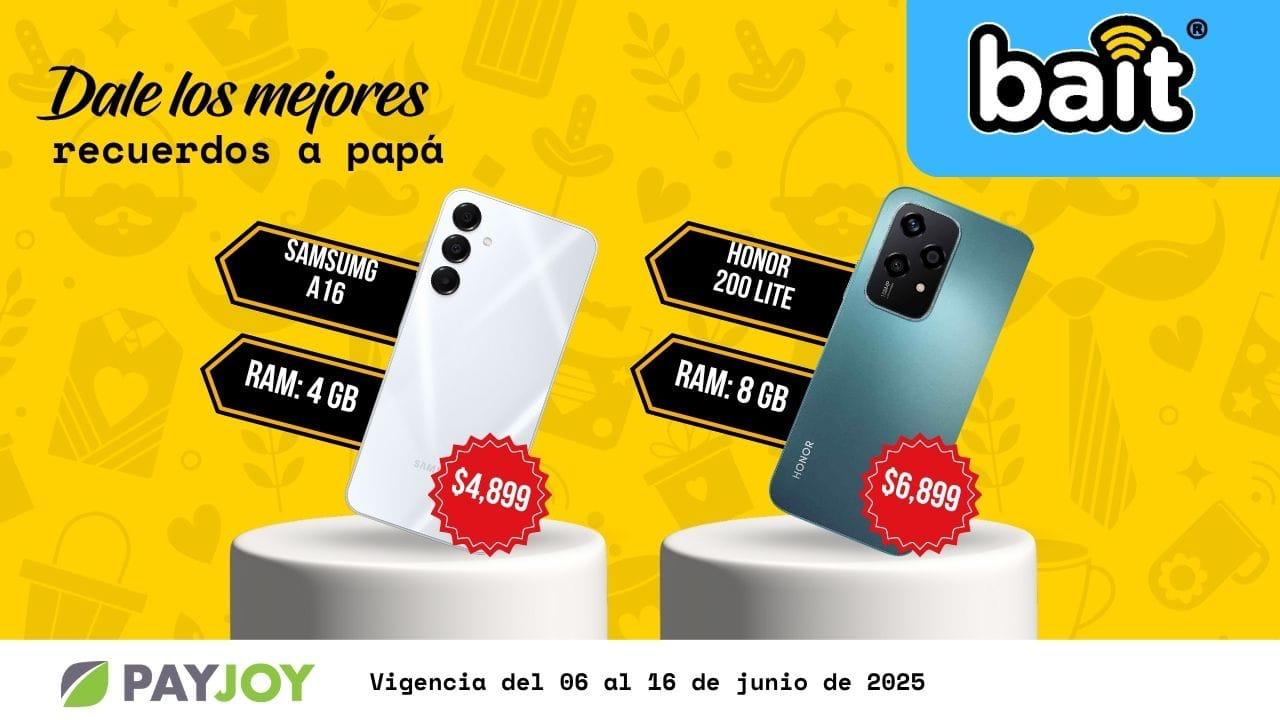 Dale los mejores
recuerdos a papá
bait®
SAMSUMG
A16
RAM: 4 GB
$4,899
HONOR
200 LITE
RAM: 8 GB
HONOR
$6,899
PAYJOY
Vigencia del 06 al 16 de junio de 2025